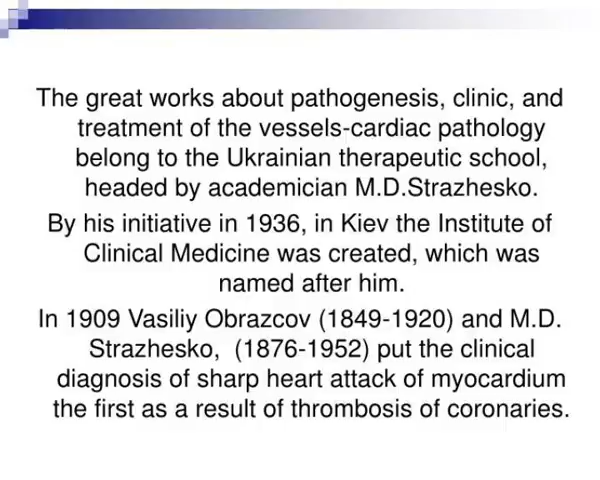 The great works about pathogenesis, clinic, and
treatment of the vessels-cardiac pathology
belong to the Ukrainian therapeutic school,
headed by academician M.D.Strazhesko.
By his initiative in 1936, in Kiev the Institute of
Clinical Medicine was created, which was
named after him.
In 1909 Vasiliy Obrazcov (1849-1920) and M.D.
Strazhesko,  (1876-1952) put the clinical
diagnosis of sharp heart attack of myocardium
the first as a result of thrombosis of coronaries.